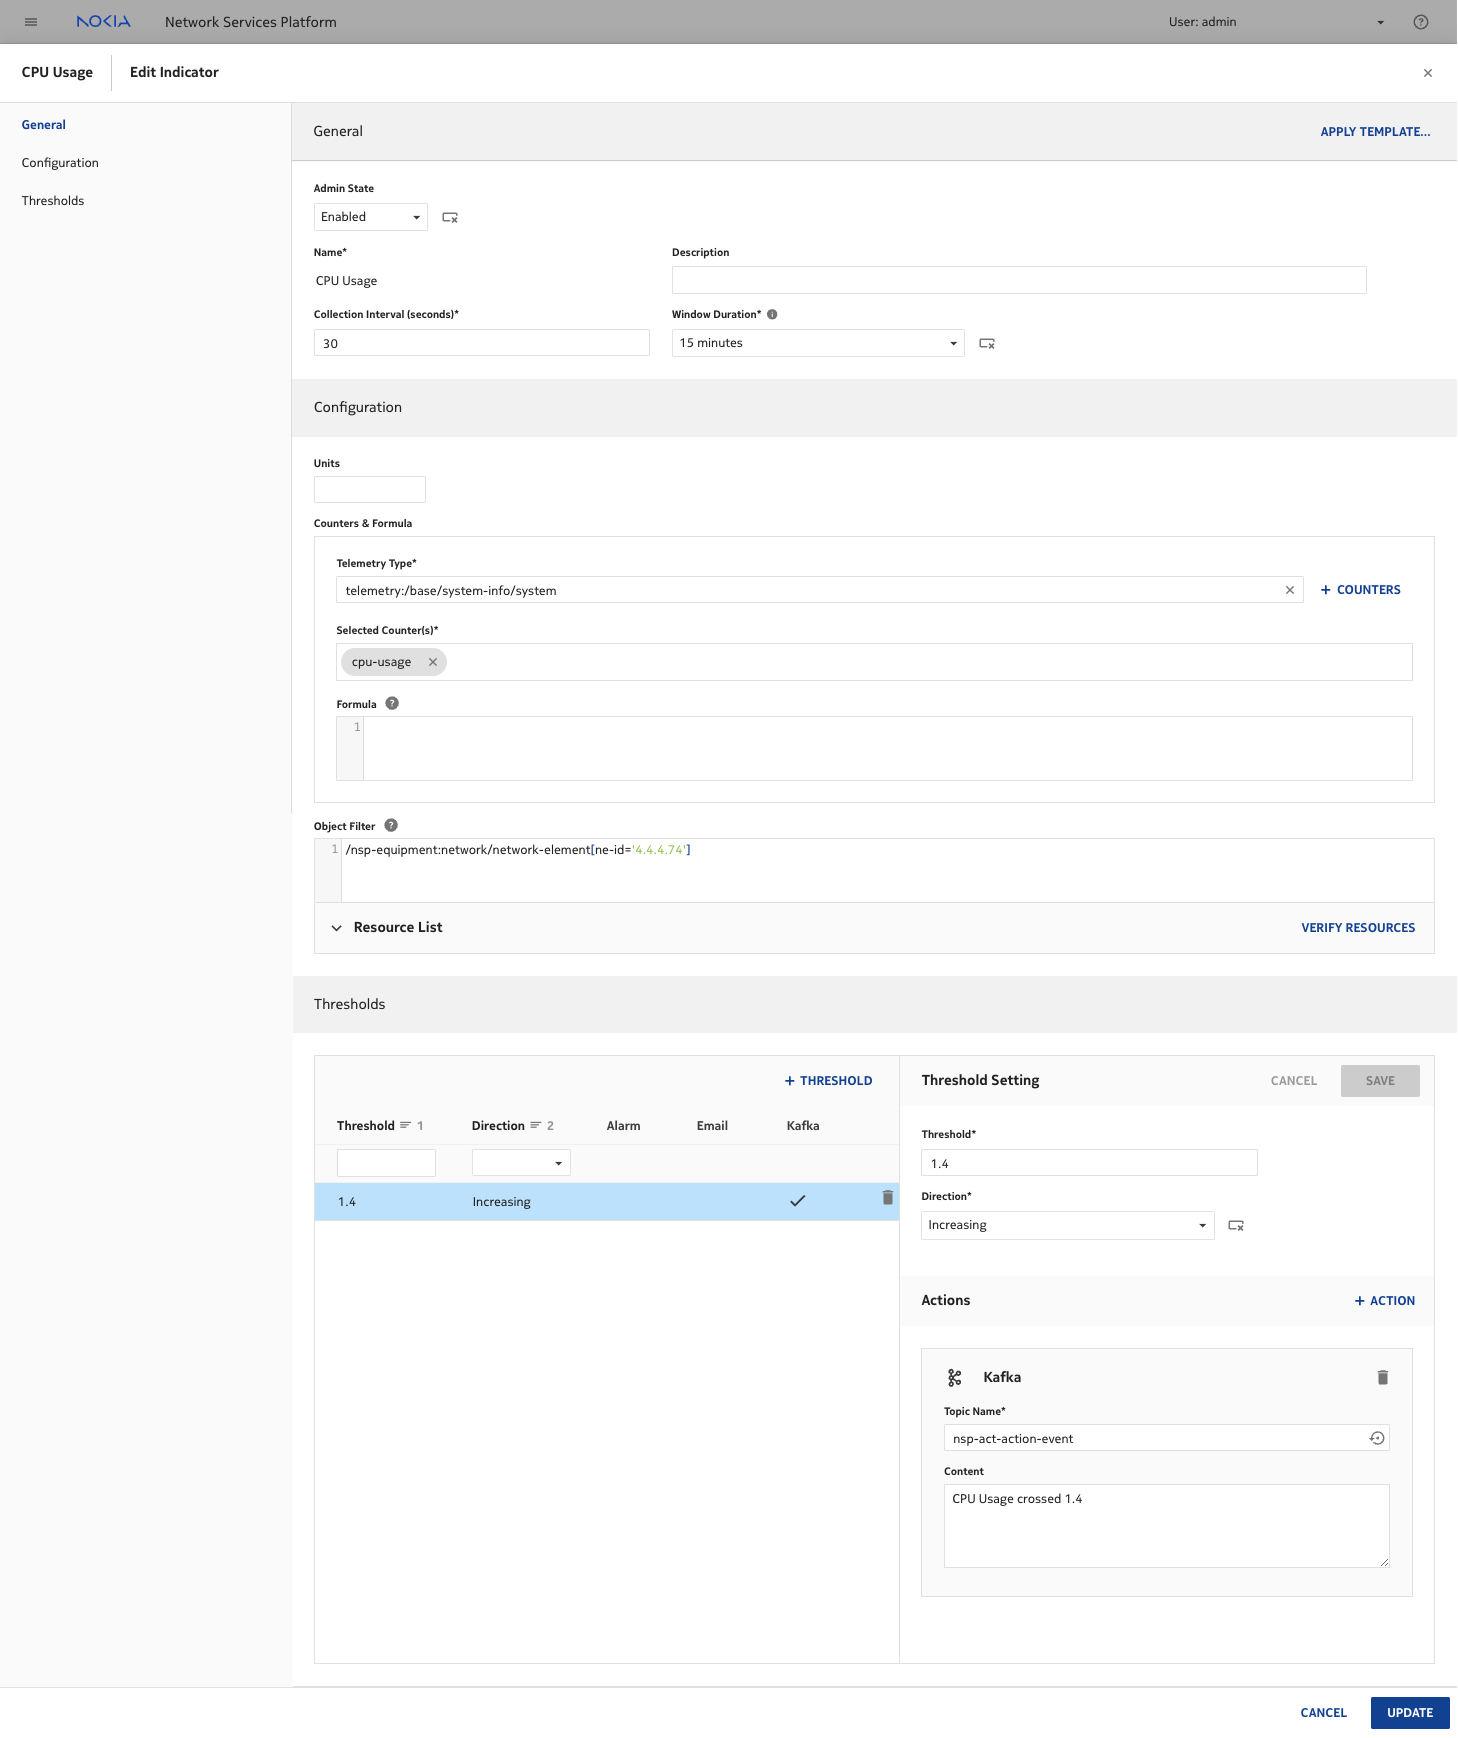 NOKIA Network Services Platform User: admin
CPU Usage Edit Indicator
General
Configuration
Thresholds
General APPLY TEMPLATE...
Admin State
Enabled
Name* Description
CPU Usage
Collection Interval (seconds)* Window Duration*
30 15 minutes
Configuration
Units
Counters & Formula
Telemetry Type*
telemetry:/base/system-info/system + COUNTERS
Selected Counter(s)*
cpu-usage
Formula ?
1
Object Filter ?
1 /nsp-equipment:network/network-element[ne-id='4.4.4.74']
Resource List VERIFY RESOURCES
Thresholds
+ THRESHOLD
Threshold 1 Direction 2 Alarm Email Kafka
1.4 Increasing
Threshold Setting CANCEL SAVE
Threshold*
1.4
Direction*
Increasing
Actions + ACTION
Kafka
Topic Name*
nsp-act-action-event
Content
CPU Usage crossed 1.4
CANCEL UPDATE